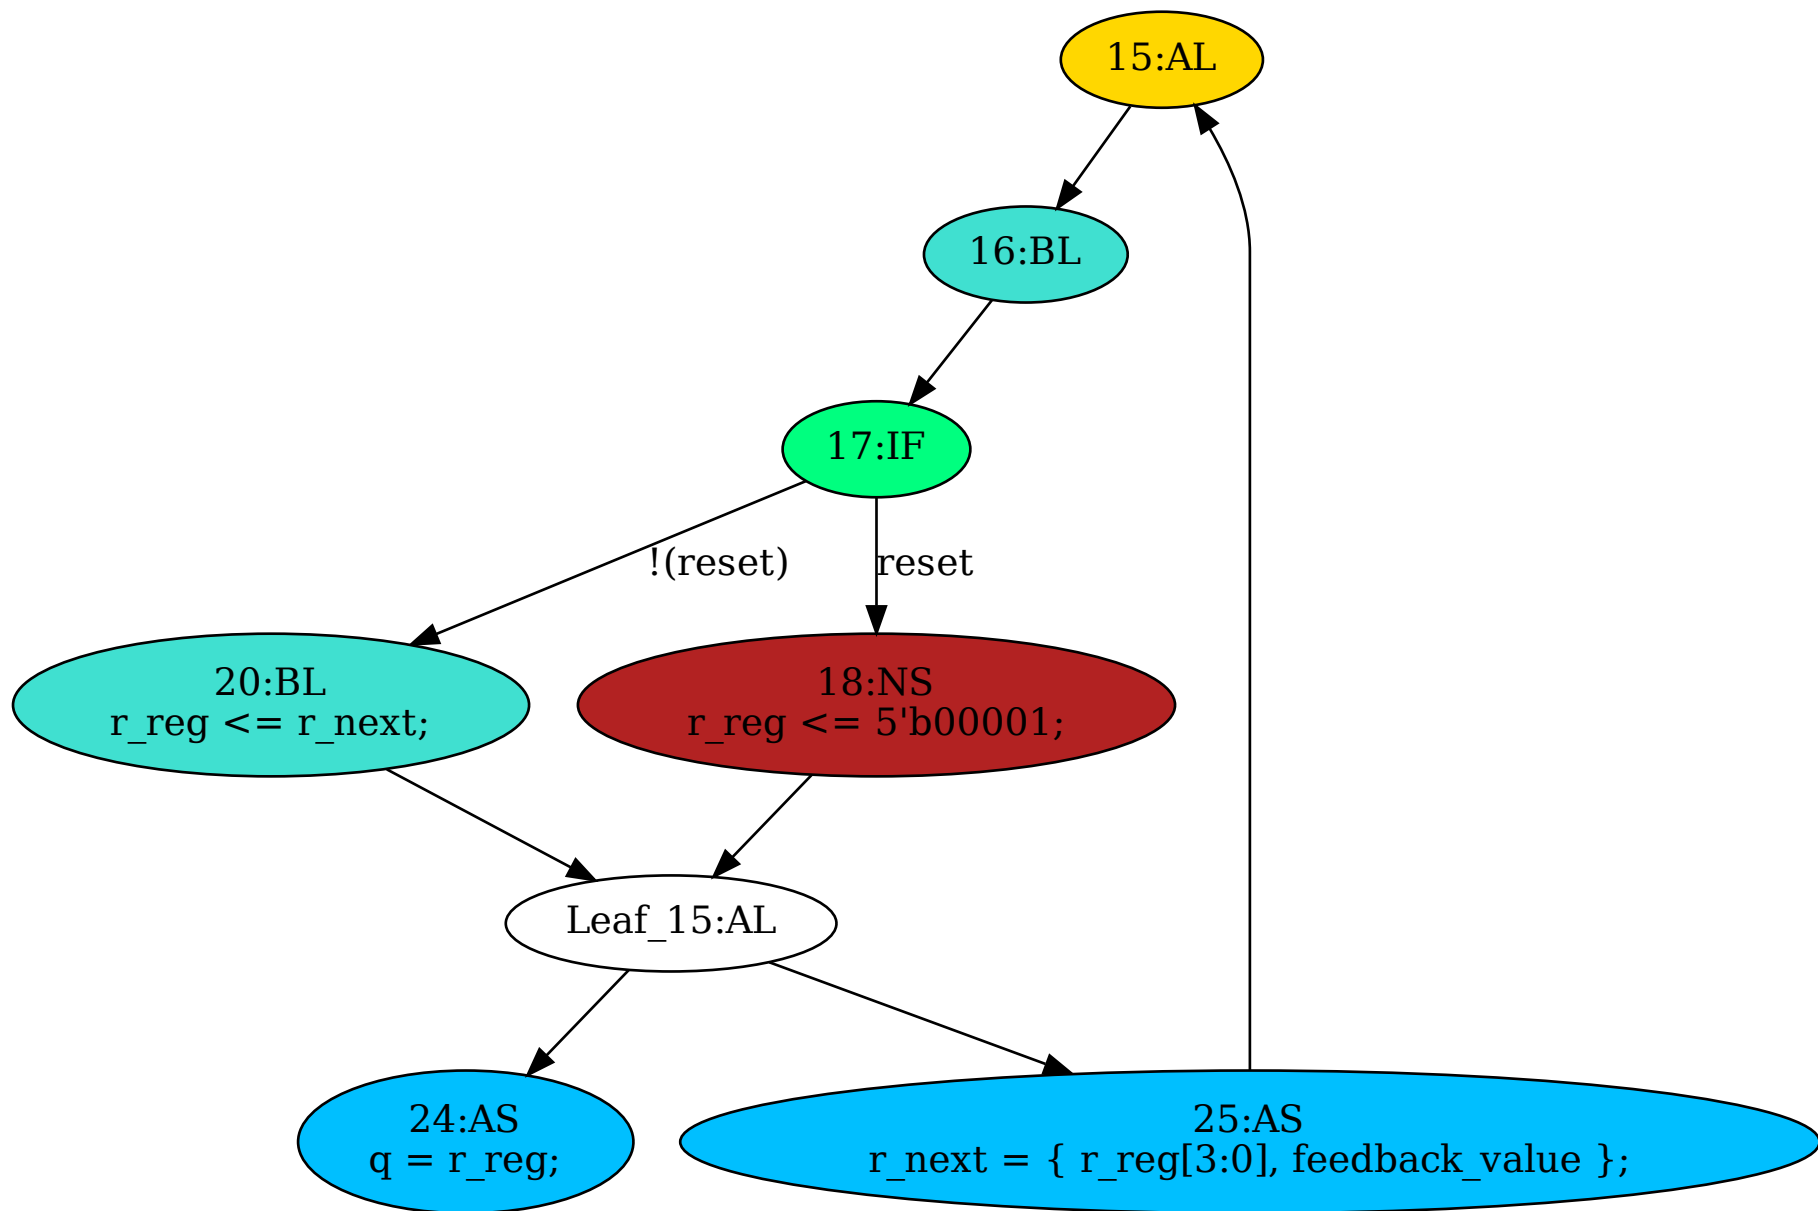 15:AL
16:BL
17:IF
!(reset)
reset
20:BL
r_reg <= r_next;
18:NS
r_reg <= 5'b00001;
Leaf_15:AL
24:AS
q = r_reg;
25:AS
r_next = { r_reg[3:0], feedback_value };